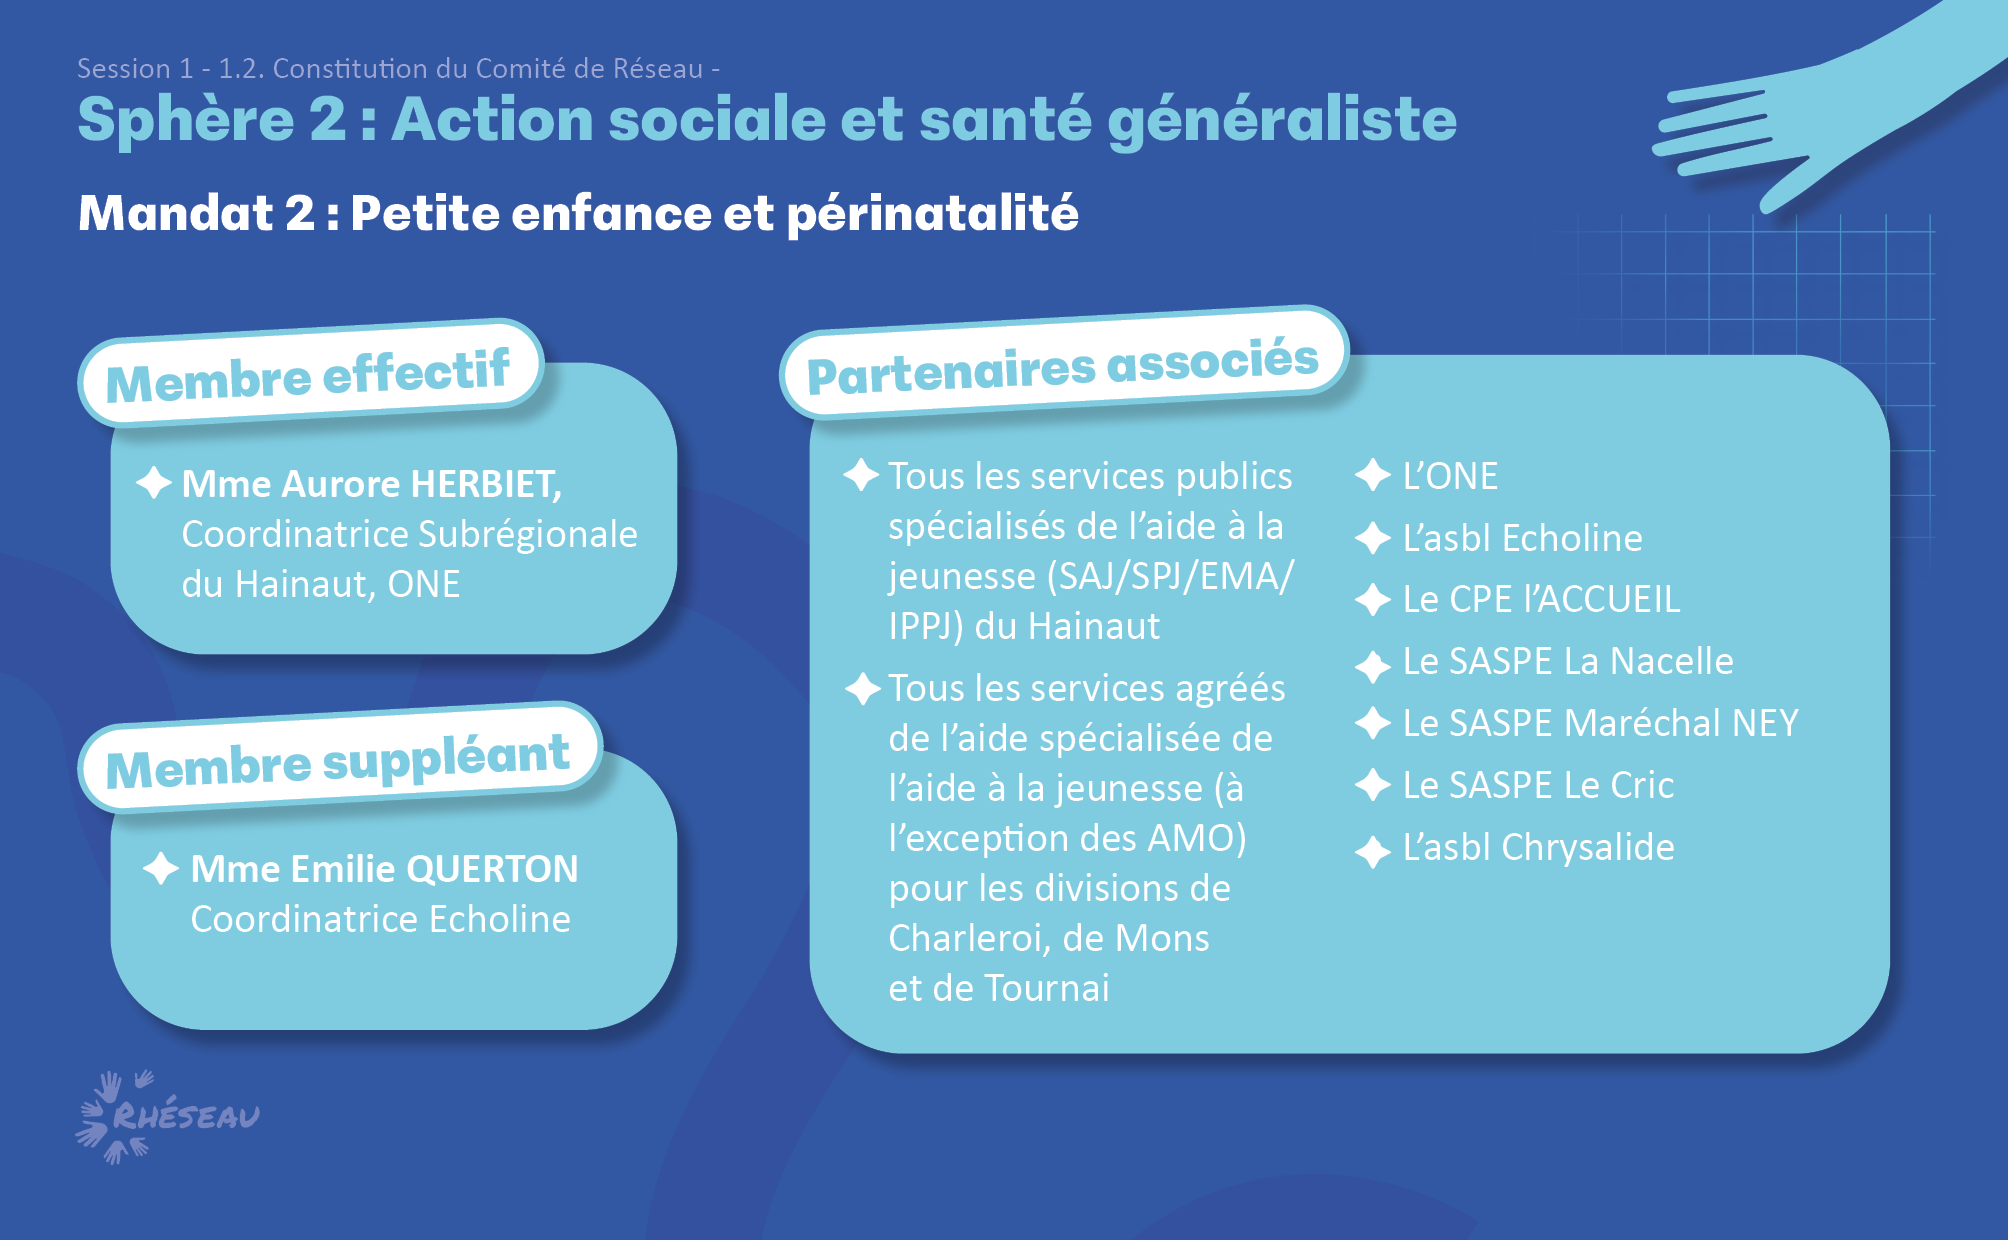 Session 1 - 1.2. Constitution du Comité de Réseau -
Sphère 2 : Action sociale et santé généraliste
Mandat 2 : Petite enfance et périnatalité
Membre effectif
Mme Aurore HERBIET,
Coordinatrice Subrégionale
du Hainaut, ONE
Membre suppléant
Mme Emilie QUERTON
Coordinatrice Echoline
Partenaires associés
Tous les services publics
spécialisés de l’aide à la
jeunesse (SAJ/SPJ/EMA/
IPPJ) du Hainaut
Tous les services agréés
de l’aide spécialisée de
l’aide à la jeunesse (à
l’exception des AMO)
pour les divisions de
Charleroi, de Mons
et de Tournai
L’ONE
L’asbl Echoline
Le CPE l’ACCUEIL
Le SASPE La Nacelle
Le SASPE Maréchal NEY
Le SASPE Le Cric
L’asbl Chrysalide
RHÉSEAU